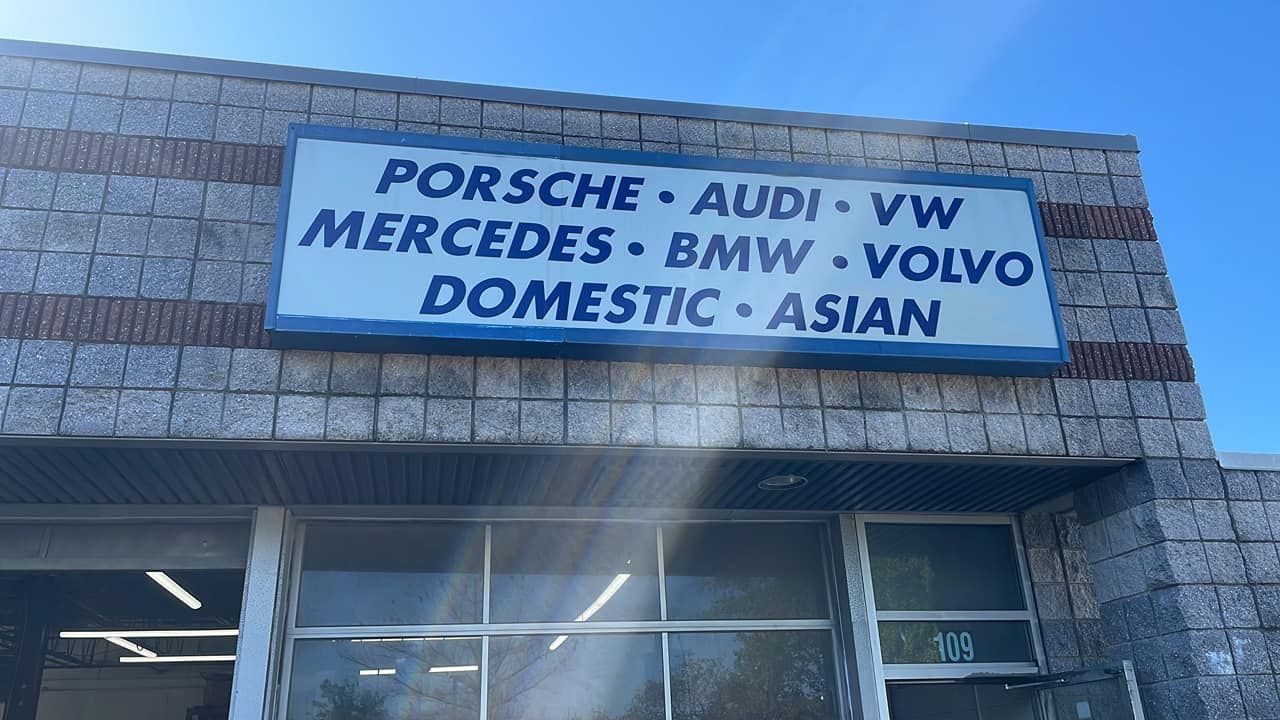 PORSCHE • AUDI • VW
MERCEDES • BMW • VOLVO
DOMESTIC • ASIAN
109